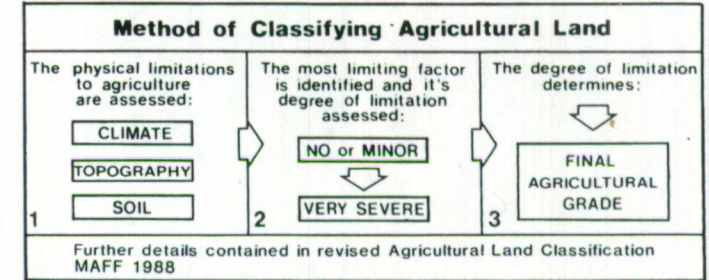 Method of Classifying Agricultural Land
The physical limitations
to agriculture
are assessed:
CLIMATE
TOPOGRAPHY
SOIL
1
The most limiting factor
is identified and it's
degree of limitation
assessed:
NO or MINOR
VERY SEVERE
2
The degree of limitation
determines:
FINAL
AGRICULTURAL
GRADE
3
Further details contained in revised Agricultural Land Classification
MAFF 1988